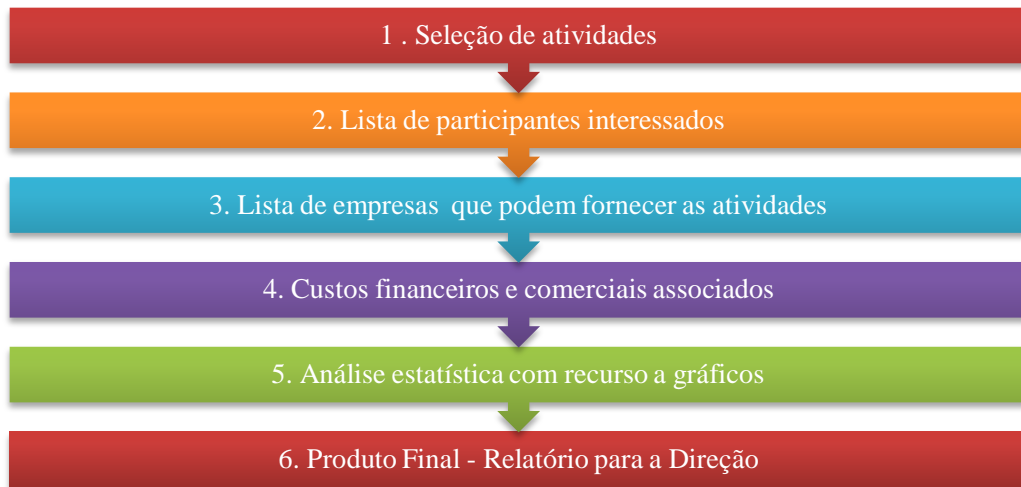 1 . Seleção de atividades
2. Lista de participantes interessados
3. Lista de empresas que podem fornecer as atividades
4. Custos financeiros e comerciais associados
5. Análise estatística com recurso a gráficos
6. Produto Final - Relatório para a Direção